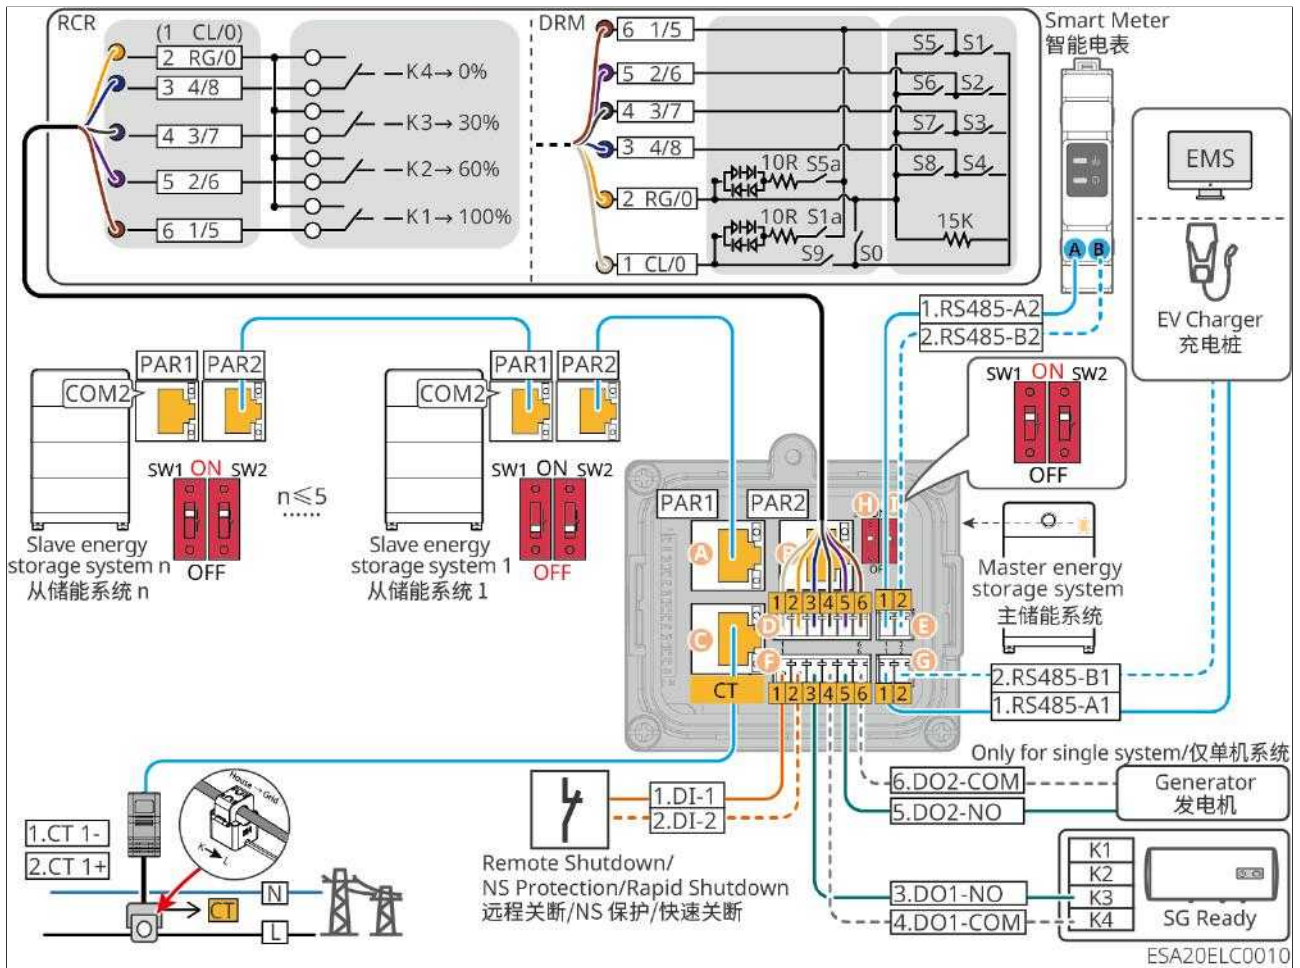 RCR
(1 CL/0)
2 RG/0
3 4/8
4 3/7
5 2/6
6 1/5
K4→0%
K3→30%
K2→60%
K1→100%
DRM
6 1/5
5 2/6
4 3/7
3 4/8
2 RG/0
1 CL/0
10R S5a
10R S1a
S9
S0
S5 S1
S6 S2
S7 S3
S8 S4
15K
Smart Meter
智能电表
A B
EMS
EV Charger
充电桩
1.RS485-A2
2.RS485-B2
SW1 ON SW2
OFF
PAR1 PAR2
COM2
SW1 ON SW2
OFF
Slave energy
storage system n
从储能系统 n
n≤5
......
PAR1 PAR2
COM2
SW1 ON SW2
OFF
Slave energy
storage system 1
从储能系统 1
PAR1 PAR2
H I
A B
1 2 3 4 5 6 1 2
C D E
F G
CT
1 2 3 4 5 6 1 2
Master energy
storage system
主储能系统
2.RS485-B1
1.RS485-A1
Only for single system/仅单机系统
6.DO2-COM
5.DO2-NO
Generator
发电机
1.DI-1
2.DI-2
Remote Shutdown/
NS Protection/Rapid Shutdown
远程关断/NS 保护/快速关断
3.DO1-NO
4.DO1-COM
K1
K2
K3
K4
SG Ready
1.CT 1-
2.CT 1+
House → Grid
K → L
CT
N
L
ESA20ELC0010